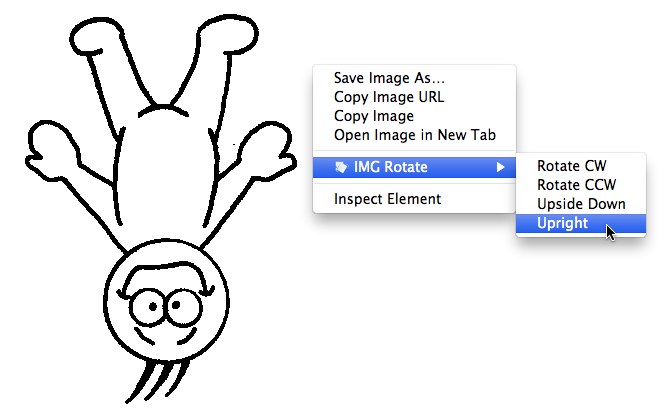 Save Image As...
Copy Image URL
Copy Image
Open Image in New Tab
IMG Rotate
Inspect Element
Rotate CW
Rotate CCW
Upside Down
Upright